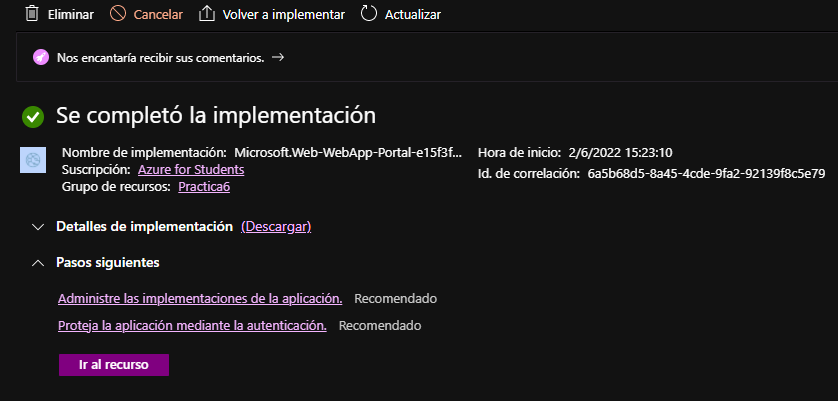 Eliminar Cancelar Volver a implementar Actualizar
Nos encantaría recibir sus comentarios. →
Se completó la implementación
Nombre de implementación: Microsoft.Web-WebApp-Portal-e15f3f... Hora de inicio: 2/6/2022 15:23:10
Suscripción: Azure for Students Id. de correlación: 6a5b68d5-8a45-4cde-9fa2-92139f8c5e79
Grupo de recursos: Practica6
Detalles de implementación (Descargar)
Pasos siguientes
Administre las implementaciones de la aplicación. Recomendado
Proteja la aplicación mediante la autenticación. Recomendado
Ir al recurso